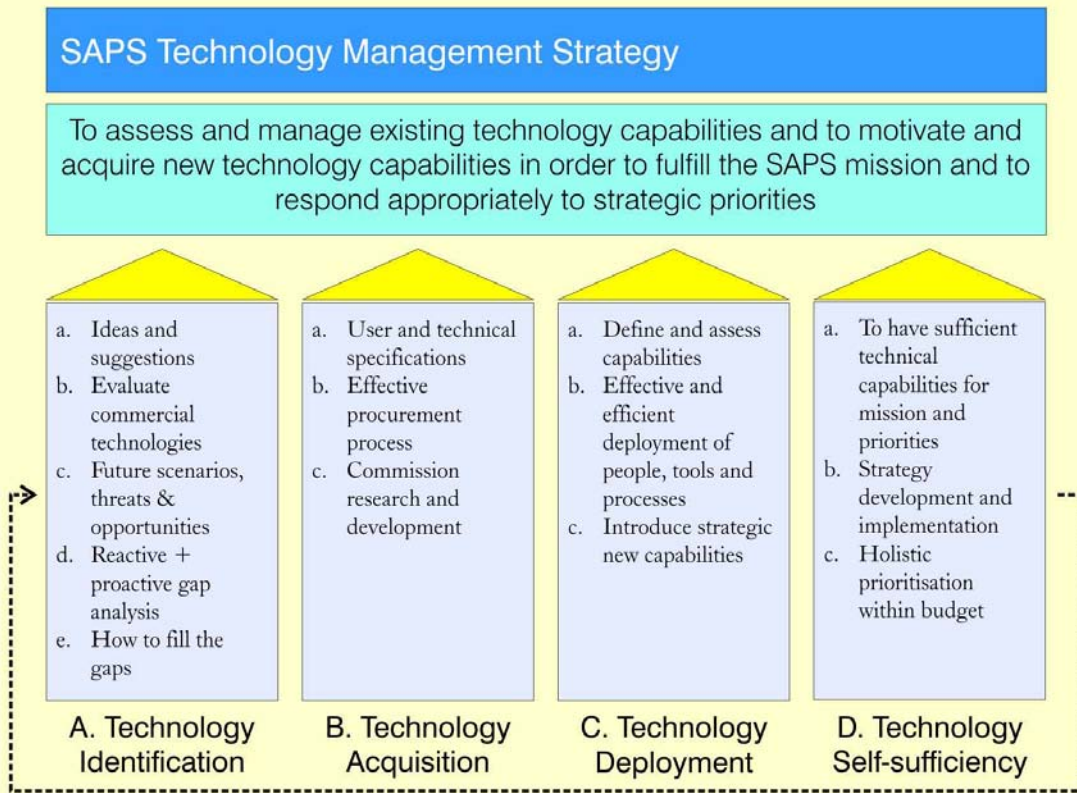 SAPS Technology Management Strategy
To assess and manage existing technology capabilities and to motivate and
acquire new technology capabilities in order to fulfill the SAPS mission and to
respond appropriately to strategic priorities
a. Ideas and
suggestions
b. Evaluate
commercial
technologies
c. Future scenarios,
threats &
opportunities
d. Reactive +
proactive gap
analysis
e. How to fill the
gaps
A. Technology
Identification
a. User and technical
specifications
b. Effective
procurement
process
c. Commission
research and
development
B. Technology
Acquisition
a. Define and assess
capabilities
b. Effective and
efficient
deployment of
people, tools and
processes
c. Introduce strategic
new capabilities
C. Technology
Deployment
a. To have sufficient
technical
capabilities for
mission and
priorities
b. Strategy
development and
implementation
c. Holistic
prioritisation
within budget
D. Technology
Self-sufficiency